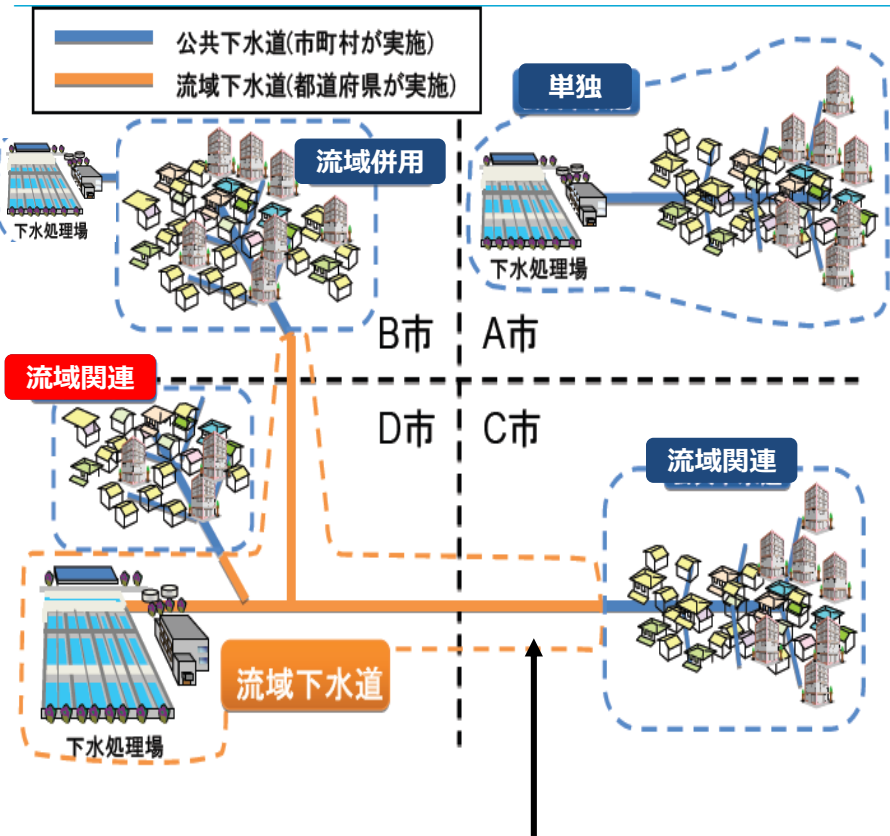 公共下水道(市町村が実施)
流域下水道(都道府県が実施)
単独
流域併用
下水処理場
下水処理場
B市
A市
流域関連
D市
C市
流域関連
流域下水道
下水処理場